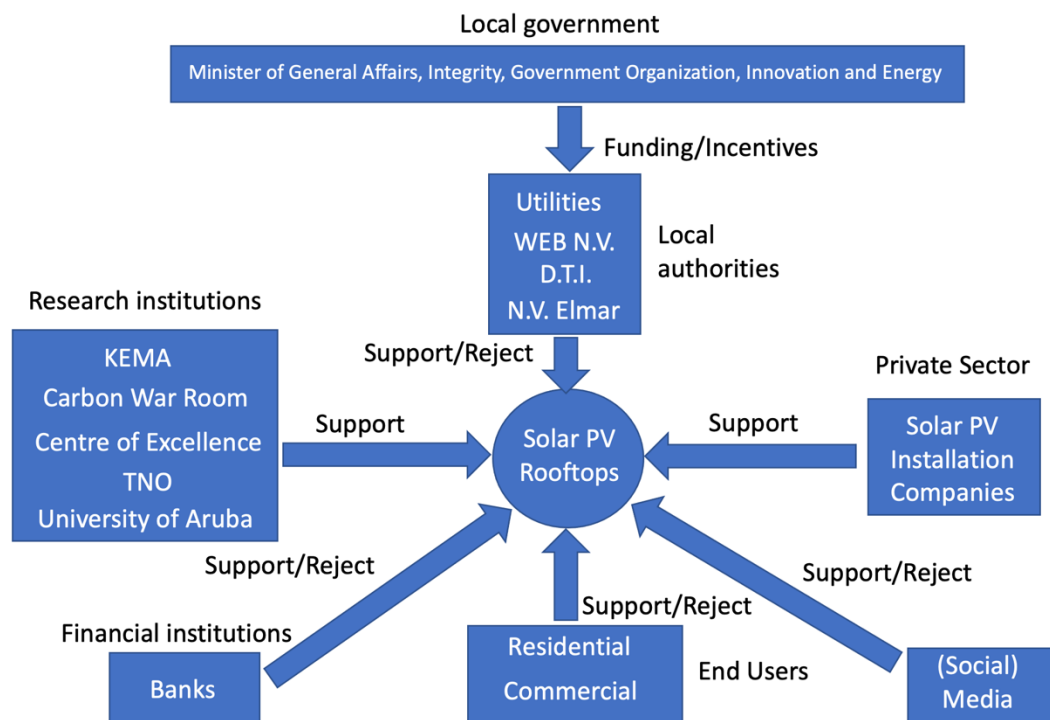 Local government
Minister of General Affairs, Integrity, Government Organization, Innovation and Energy
Funding/Incentives
Utilities
WEB N.V.
D.T.I.
N.V. Elmar
Local
authorities
Research institutions
KEMA
Carbon War Room
Centre of Excellence
TNO
University of Aruba
Support/Reject
Support
Solar PV
Rooftops
Support
Private Sector
Solar PV
Installation
Companies
Support/Reject
Financial institutions
Banks
Support/Reject
Residential
Commercial
End Users
Support/Reject
(Social)
Media